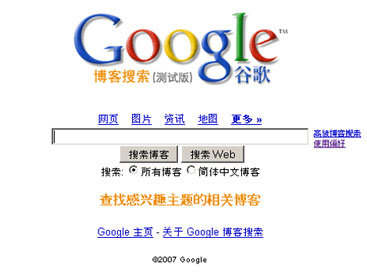 Google™
博客搜索(测试版) 谷歌
网页 图片 资讯 地图 更多 »
高级博客搜索
使用偏好
搜索博客 搜索 Web
搜索: 所有博客 简体中文博客
查找感兴趣主题的相关博客
Google 主页 - 关于 Google 博客搜索
©2007 Google